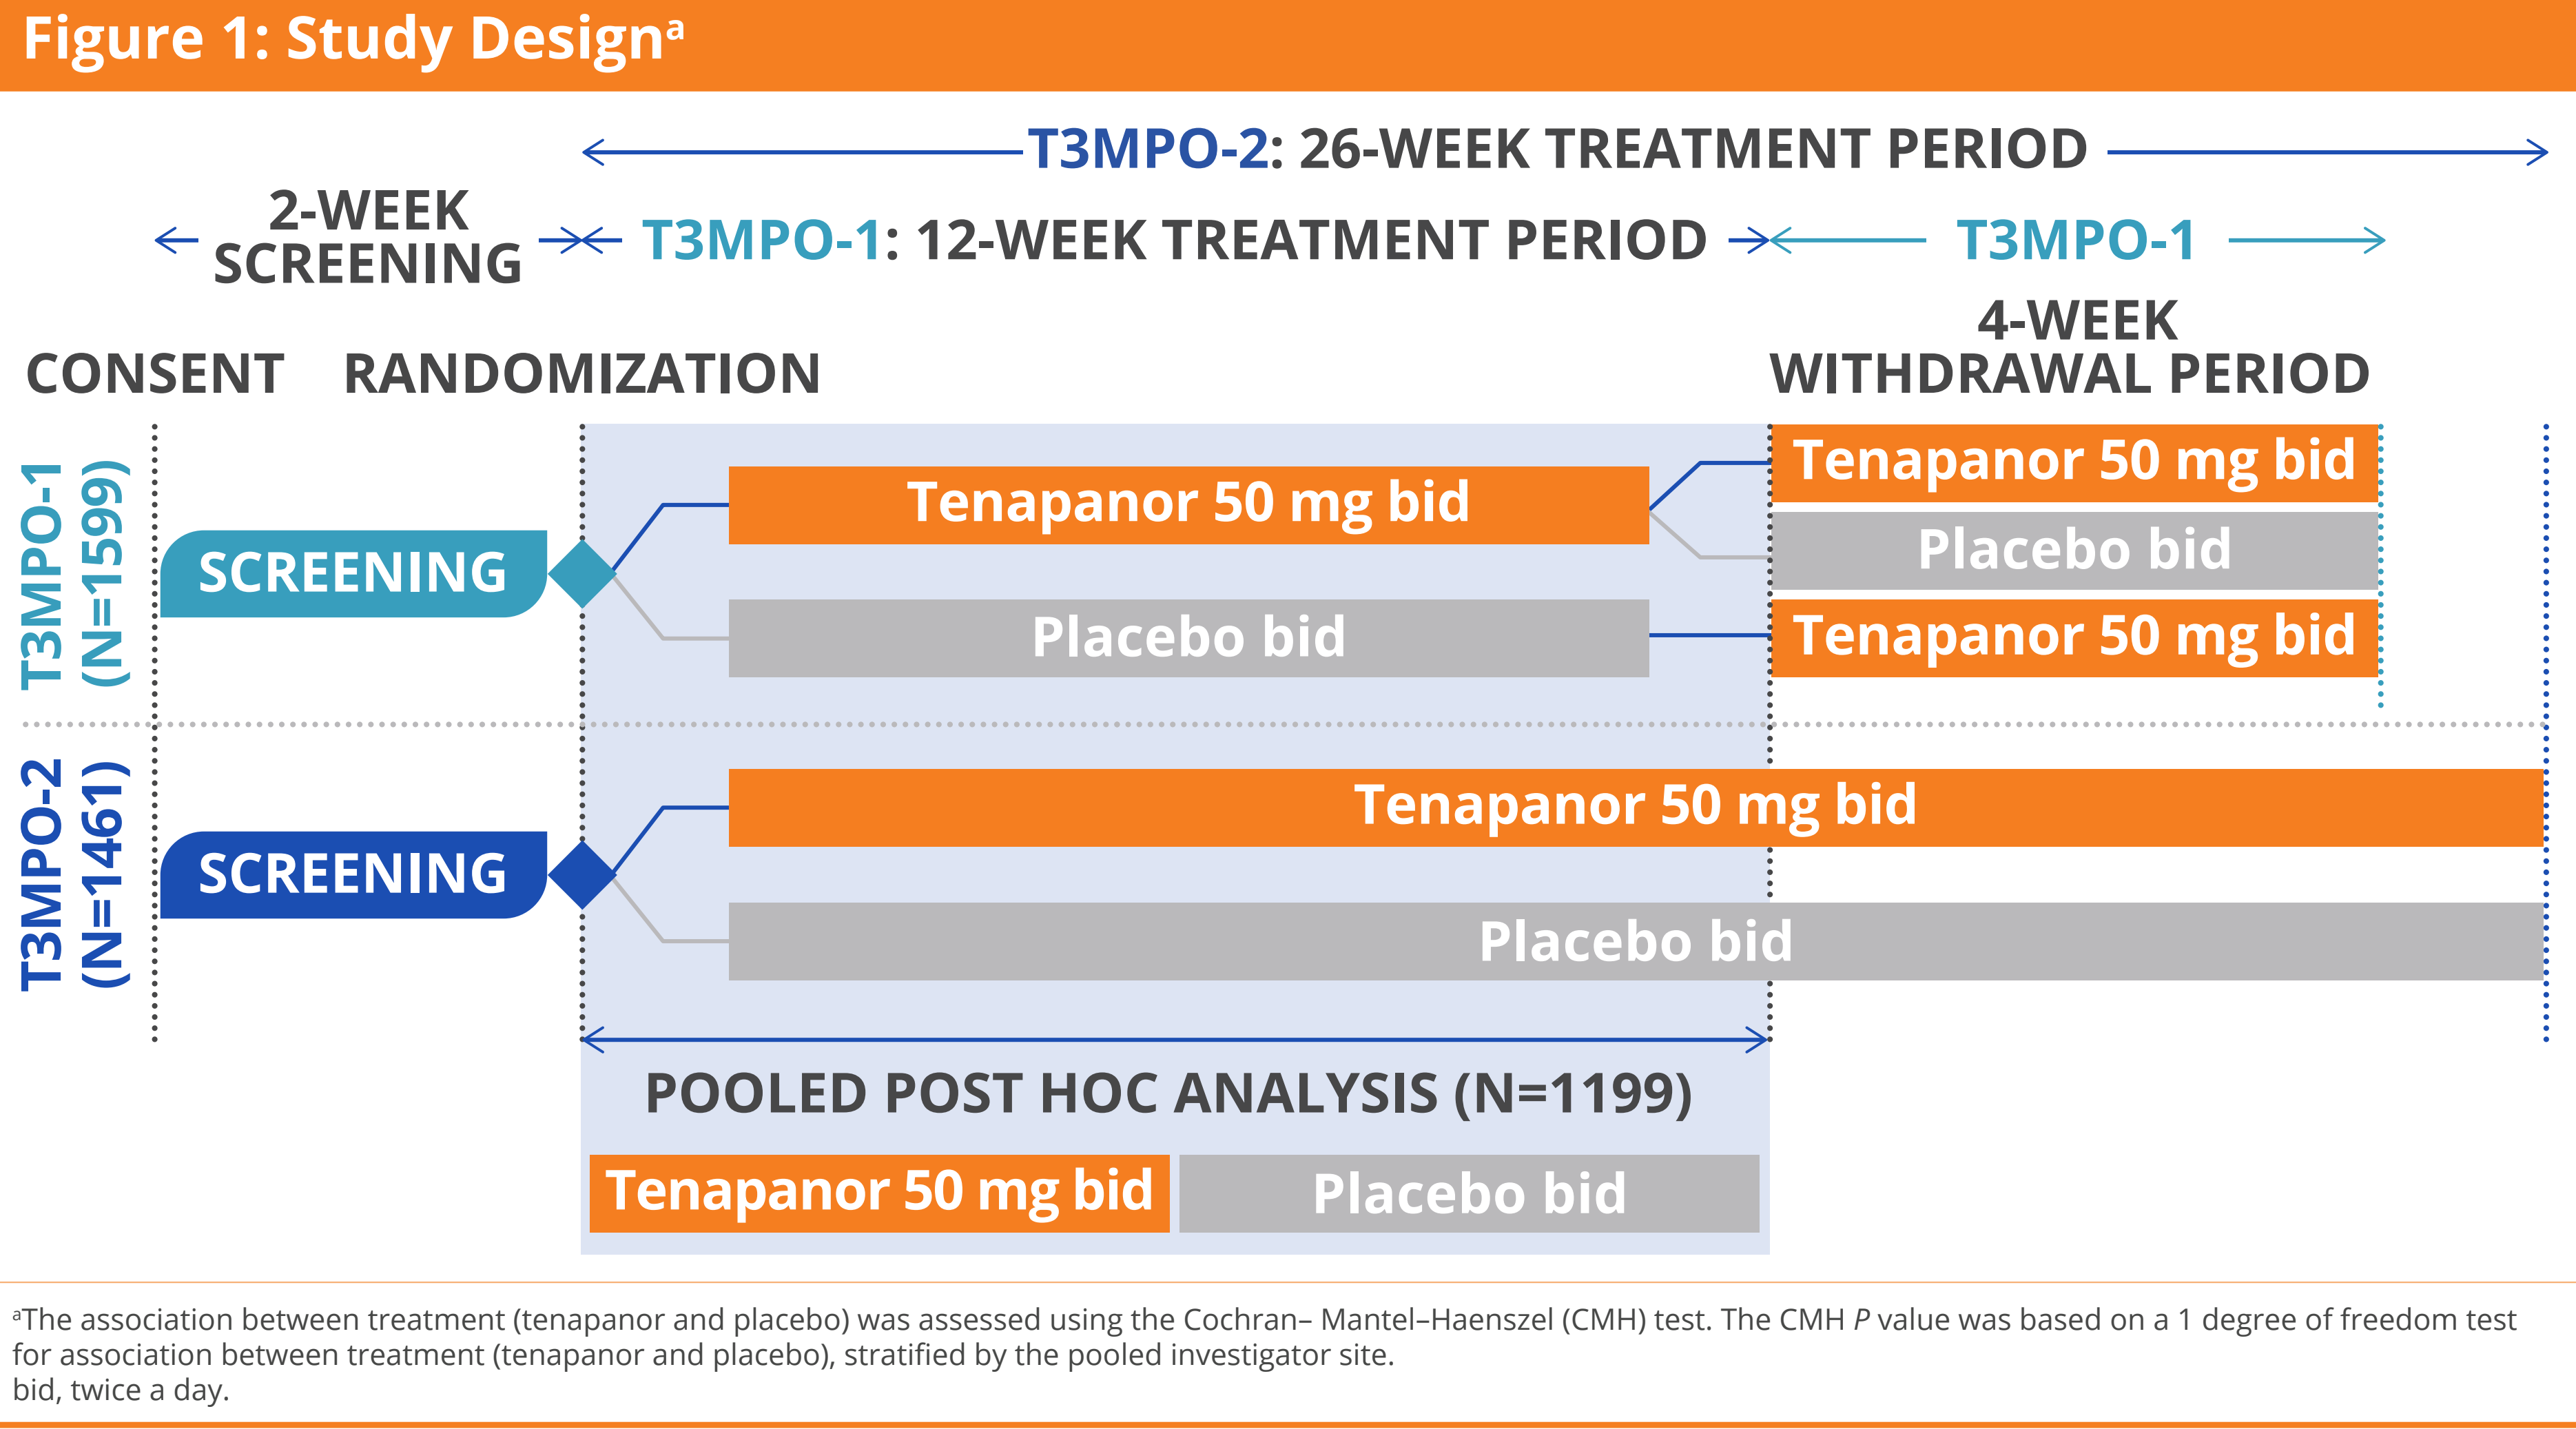 Figure 1: Study Designᵃ
T3MPO-2: 26-WEEK TREATMENT PERIOD
2-WEEK
SCREENING
T3MPO-1: 12-WEEK TREATMENT PERIOD
T3MPO-1
4-WEEK
WITHDRAWAL PERIOD
CONSENT
RANDOMIZATION
T3MPO-1
(N=1599)
SCREENING
Tenapanor 50 mg bid
Placebo bid
Tenapanor 50 mg bid
Placebo bid
Tenapanor 50 mg bid
T3MPO-2
(N=1461)
SCREENING
Tenapanor 50 mg bid
Placebo bid
POOLED POST HOC ANALYSIS (N=1199)
Tenapanor 50 mg bid
Placebo bid
ᵃThe association between treatment (tenapanor and placebo) was assessed using the Cochran– Mantel–Haenszel (CMH) test. The CMH P value was based on a 1 degree of freedom test
for association between treatment (tenapanor and placebo), stratified by the pooled investigator site.
bid, twice a day.